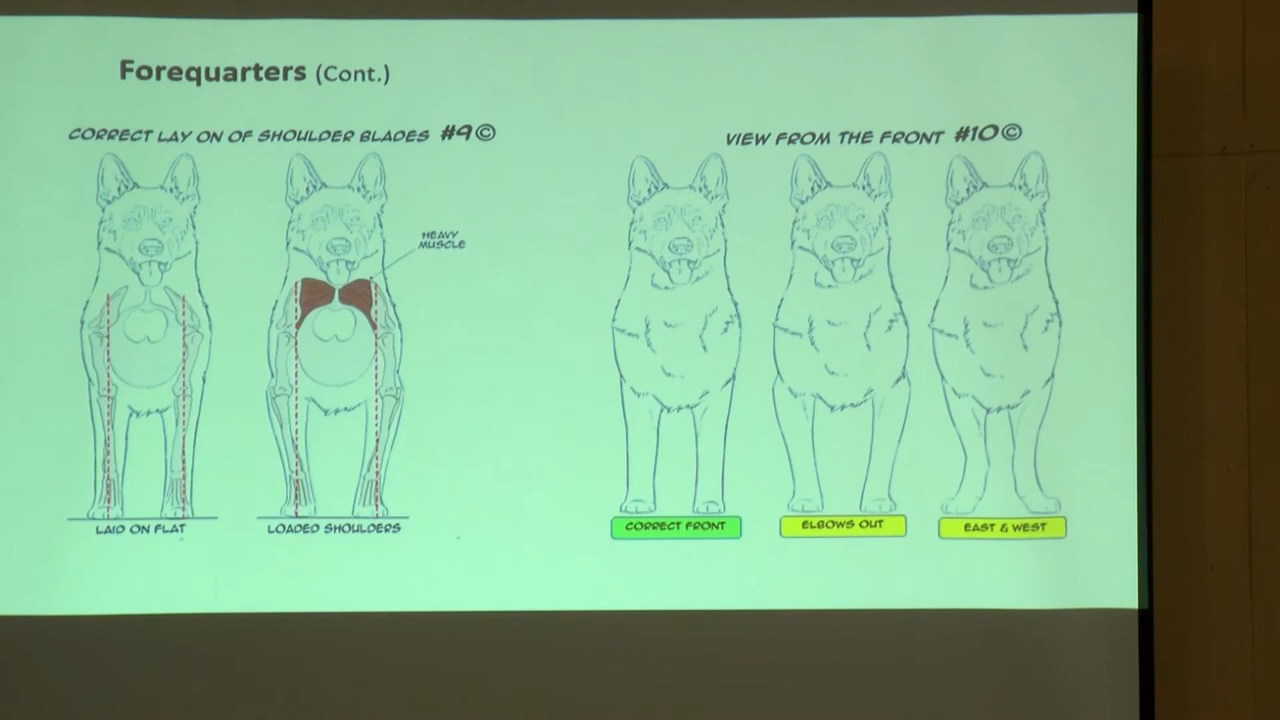 Forequarters (Cont.)
CORRECT LAY ON OF SHOULDER BLADES #9©
HEAVY
MUSCLE
LAID ON FLAT
LOADED SHOULDERS
VIEW FROM THE FRONT #10©
CORRECT FRONT
ELBOWS OUT
EAST & WEST